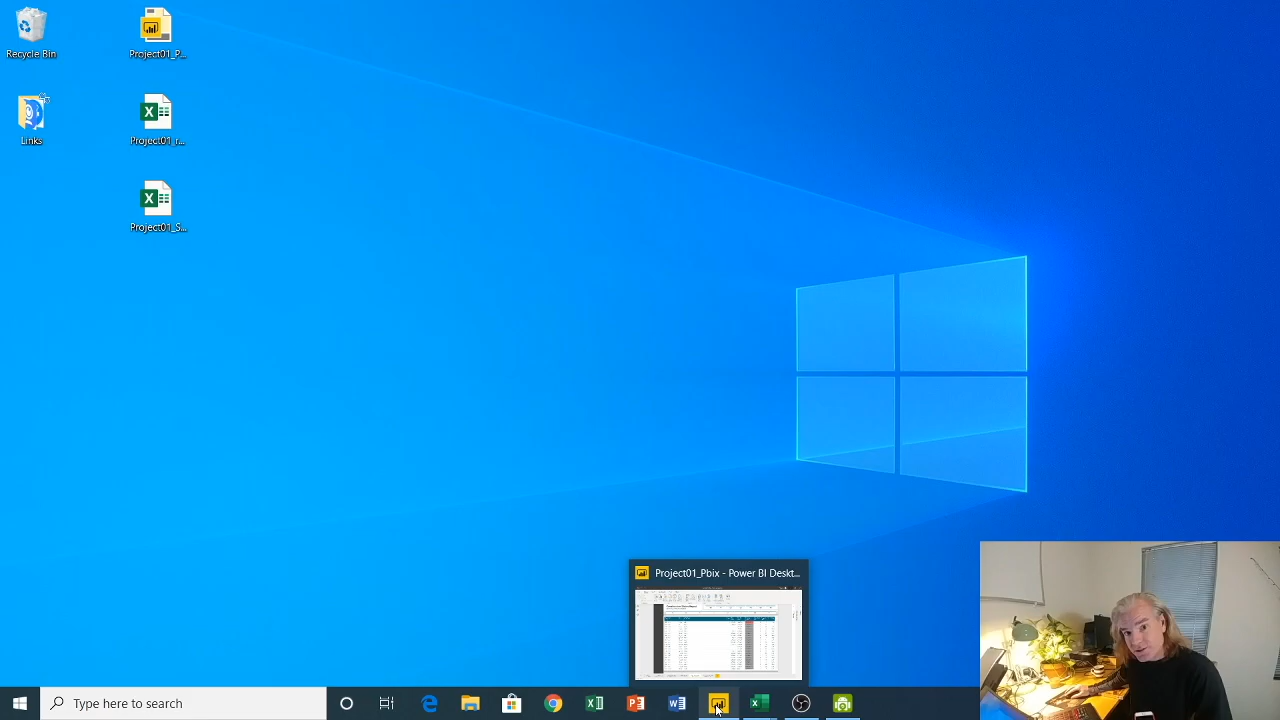 Recycle Bin
Project01_P...
Links
Project01_r...
Project01_S...
Project01_Pbix - Power BI Deskt...
Type here to search